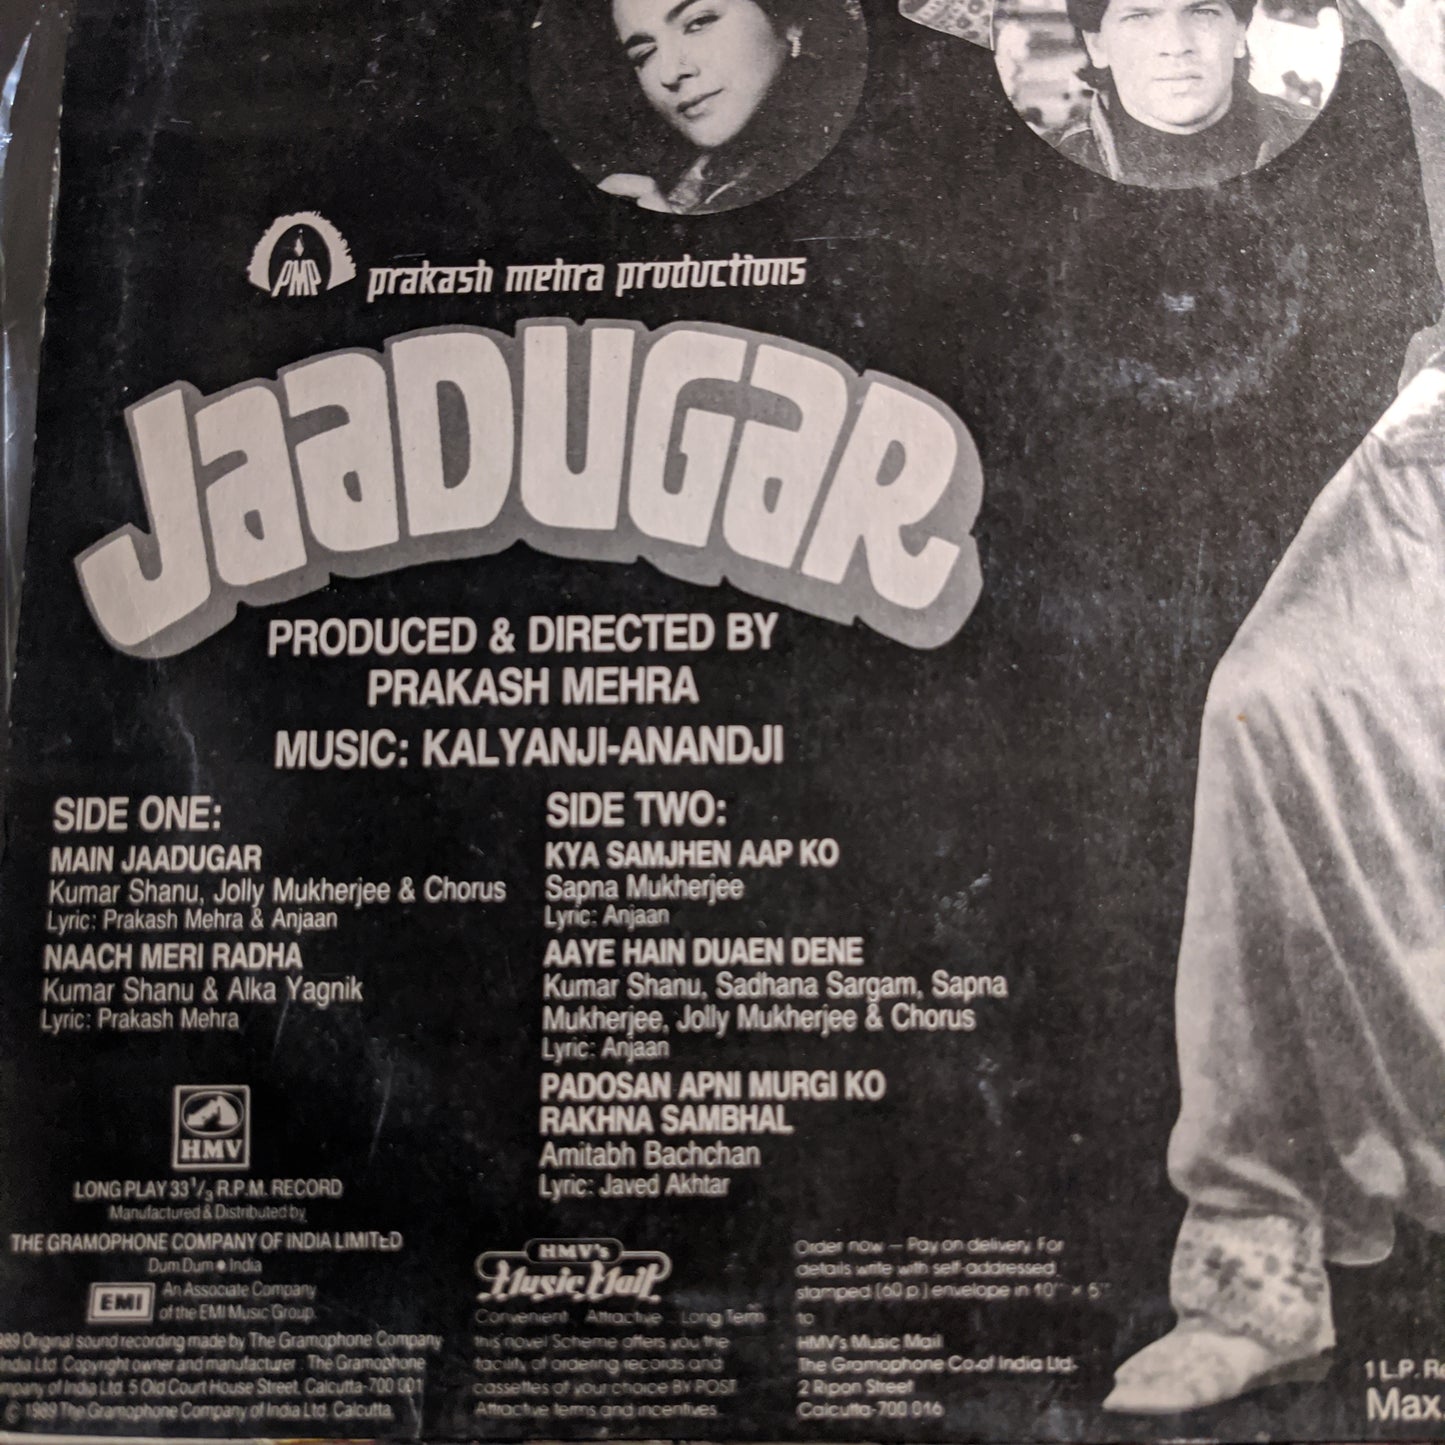 PMP prakash mehra productions
JAADUGAR
PRODUCED & DIRECTED BY
PRAKASH MEHRA
MUSIC: KALYANJI-ANANDJI
SIDE ONE:
MAIN JAADUGAR
Kumar Shanu, Jolly Mukherjee & Chorus
Lyric: Prakash Mehra & Anjaan
NAACH MERI RADHA
Kumar Shanu & Alka Yagnik
Lyric: Prakash Mehra
SIDE TWO:
KYA SAMJHEN AAP KO
Sapna Mukherjee
Lyric: Anjaan
AAYE HAIN DUAEN DENE
Kumar Shanu, Sadhana Sargam, Sapna
Mukherjee, Jolly Mukherjee & Chorus
Lyric: Anjaan
PADOSAN APNI MURGI KO
RAKHNA SAMBHAL
Amitabh Bachchan
Lyric: Javed Akhtar
HMV
LONG PLAY 33 1/3 R.P.M. RECORD
Manufactured & Distributed by
THE GRAMOPHONE COMPANY OF INDIA LIMITED
Dum Dum • India
EMI An Associate Company
of the EMI Music Group.
89 Original sound recording made by The Gramophone Company
India Ltd. Copyright owner and manufacturer : The Gramophone
mpany of India Ltd. 5 Old Court House Street, Calcutta-700 001
© 1989 The Gramophone Company of India Ltd. Calcutta.
HMV's
Music Mail
Convenient... Attractive... Long Term...
this novel Scheme offers you the
facility of ordering records and
cassettes of your choice BY POST.
Attractive terms and incentives.
Order now — Pay on delivery. For
details write with self-addressed
stamped (60 p.) envelope in 10" × 5"
to
HMV's Music Mail
The Gramophone Co. of India Ltd.
2 Ripon Street
Calcutta-700 016
1 L.P. Re
Max.